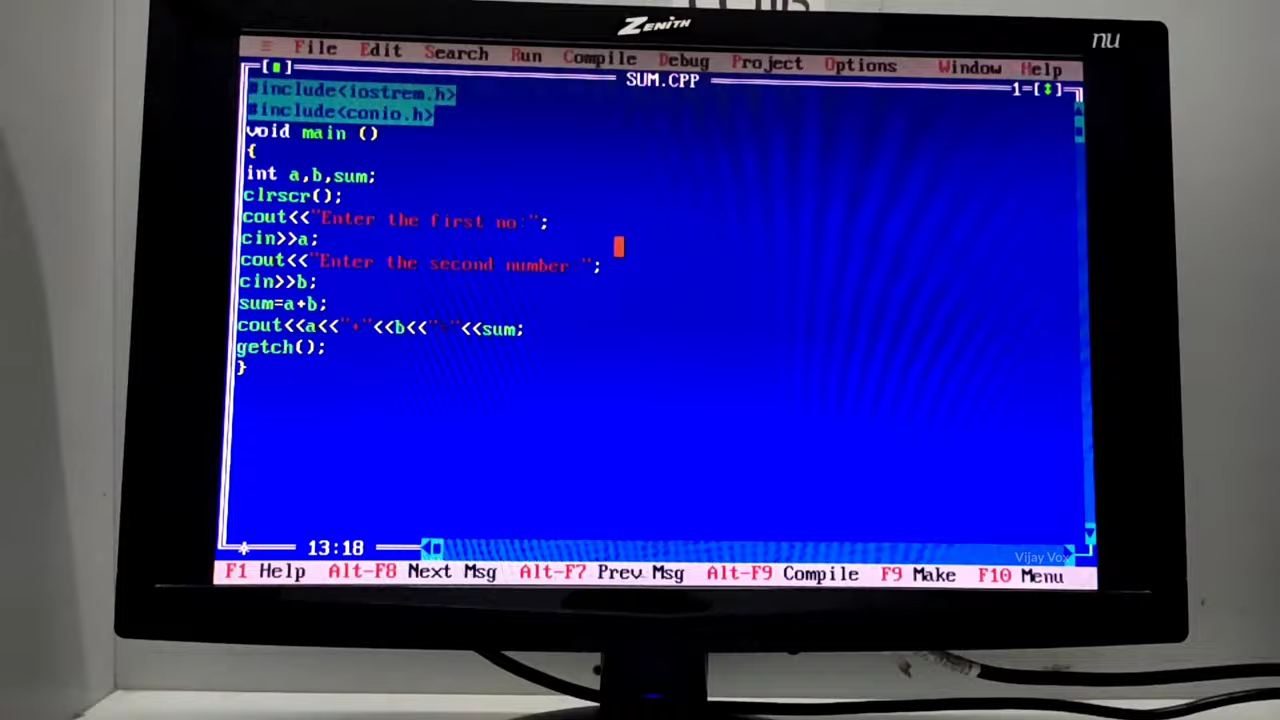 ZENITH
nu
≡ File Edit Search Run Compile Debug Project Options Window Help
[■] SUM.CPP 1=[↕]
#include<iostrem.h>
#include<conio.h>
void main ()
{
int a,b,sum;
clrscr();
cout<<"Enter the first no:";
cin>>a;
cout<<"Enter the second number ";
cin>>b;
sum=a+b;
cout<<a<<"+"<<b<<"="<<sum;
getch();
}
* 13:18
Vijay Vox
F1 Help Alt-F8 Next Msg Alt-F7 Prev Msg Alt-F9 Compile F9 Make F10 Menu